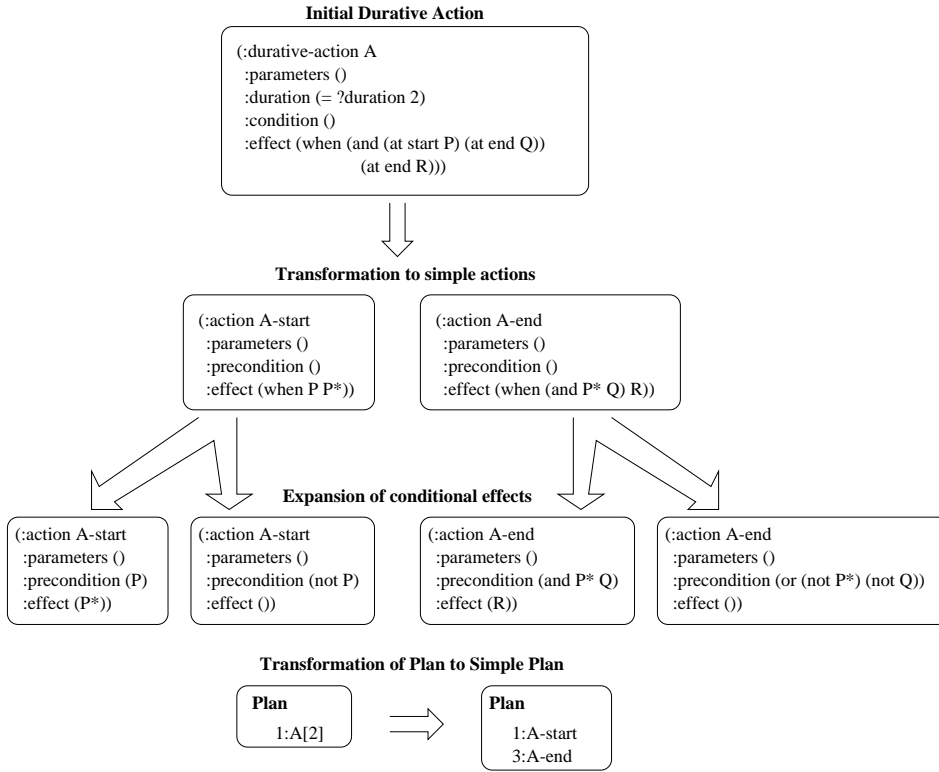 Initial Durative Action
(:durative-action A
:parameters ()
:duration (= ?duration 2)
:condition ()
:effect (when (and (at start P) (at end Q))
(at end R)))
Transformation to simple actions
(:action A-start
:parameters ()
:precondition ()
:effect (when P P*))
(:action A-end
:parameters ()
:precondition ()
:effect (when (and P* Q) R))
Expansion of conditional effects
(:action A-start
:parameters ()
:precondition (P)
:effect (P*))
(:action A-start
:parameters ()
:precondition (not P)
:effect ())
(:action A-end
:parameters ()
:precondition (and P* Q)
:effect (R))
(:action A-end
:parameters ()
:precondition (or (not P*) (not Q))
:effect ())
Transformation of Plan to Simple Plan
Plan
1:A[2]
Plan
1:A-start
3:A-end